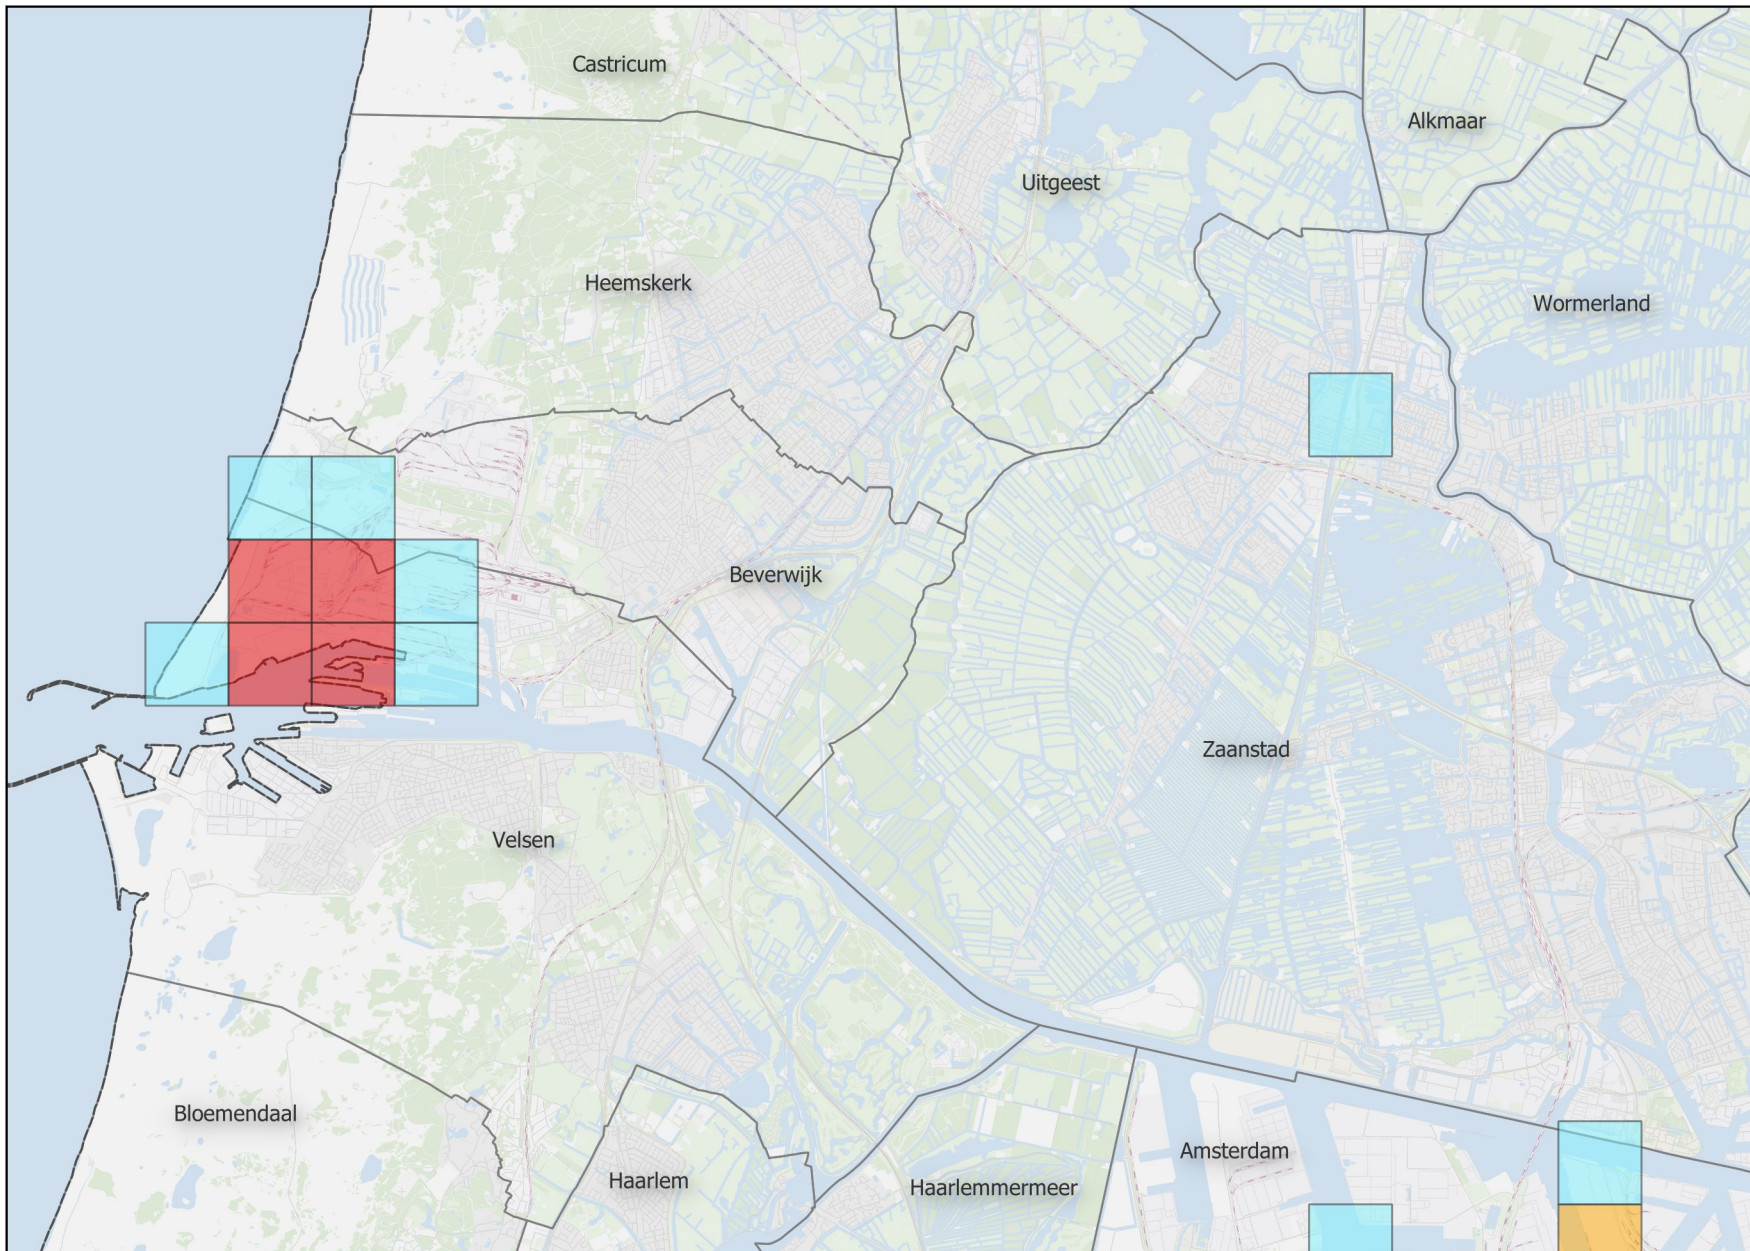 Castricum
Alkmaar
Uitgeest
Heemskerk
Wormerland
Beverwijk
Zaanstad
Velsen
Bloemendaal
Amsterdam
Haarlem
Haarlemmermeer